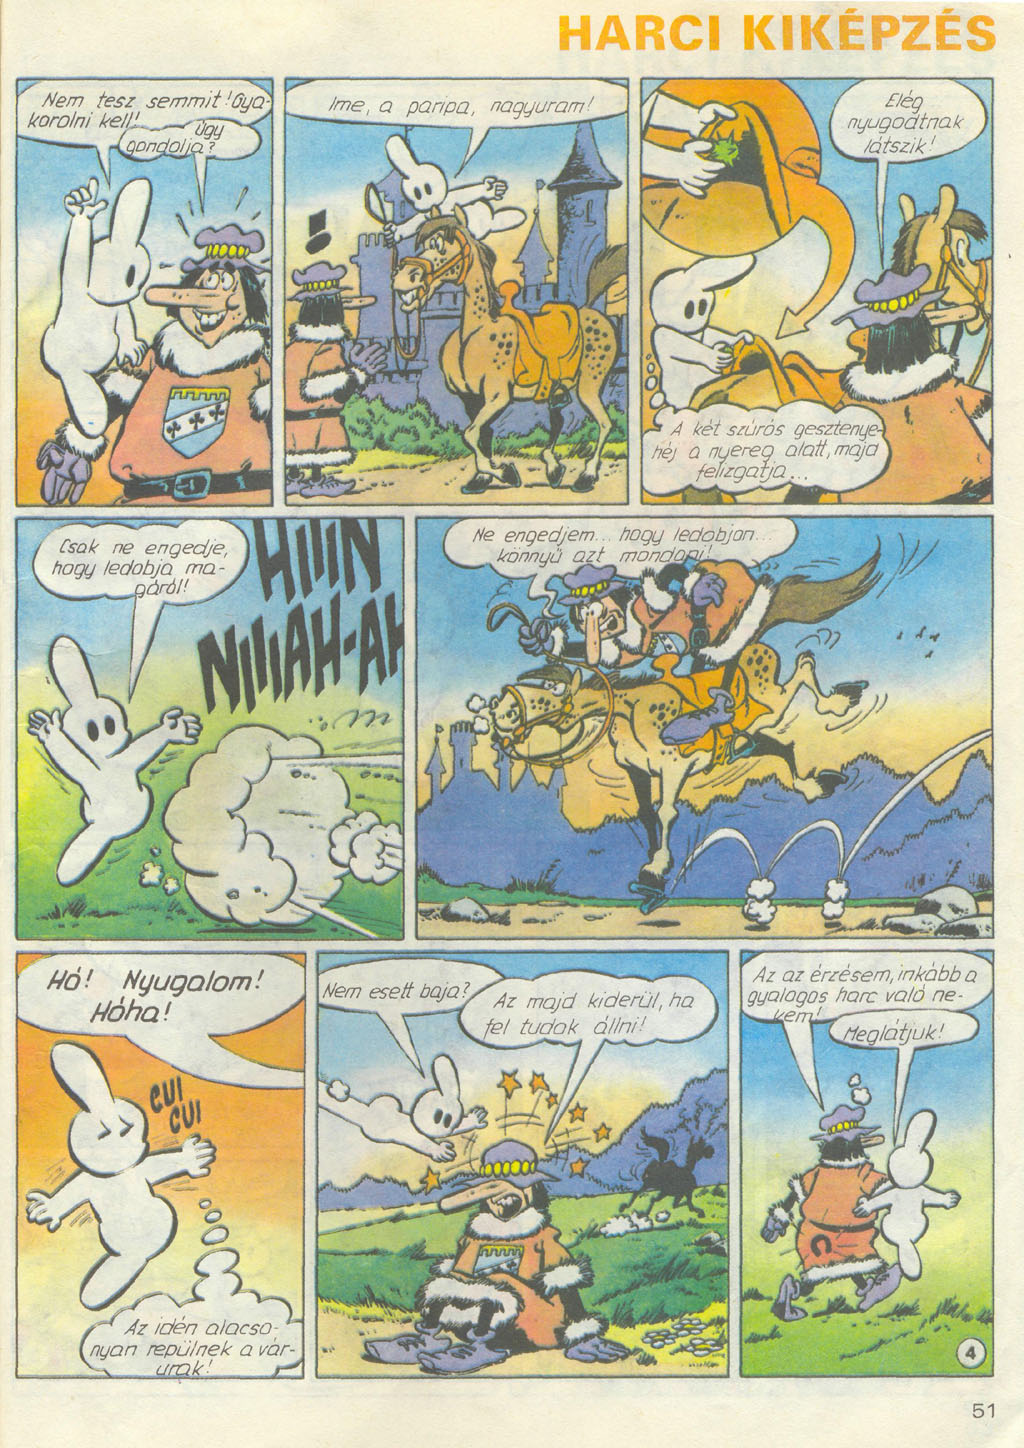 HARCI KIKÉPZÉS
Nem tesz semmit! Gya-
korolni kell!
Úgy
gondolja?
Íme, a paripa, nagyuram!
Elég
nyugodtnak
látszik!
A két szúrós gesztenye-
héj a nyereg alatt, majd
felizgatja...
Csak ne engedje,
hogy ledobja ma-
gáról!
HIIIN
NIIIAH-AH
Ne engedjem... hogy ledobjon...
könnyű azt mondani!
Hó! Nyugalom!
Hóha!
CUI
CUI
Az idén alacso-
nyan repülnek a vár-
urak!
Nem esett baja?
Az majd kiderül, ha
fel tudok állni!
Az az érzésem, inkább a
gyalogos harc való ne-
kem!
Meglátjuk!
4
51